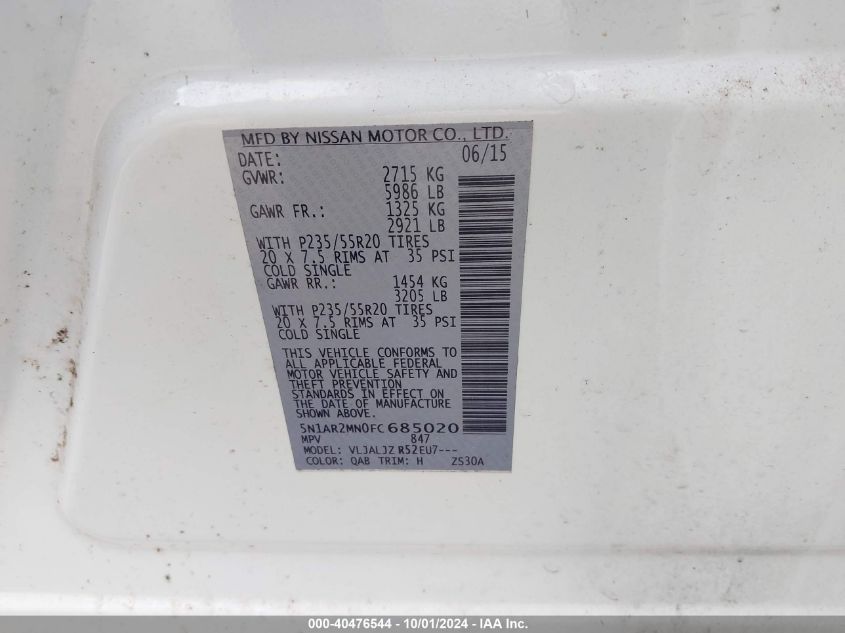 MFD BY NISSAN MOTOR CO., LTD.
DATE: 06/15
GVWR: 2715 KG
5986 LB
GAWR FR.: 1325 KG
2921 LB
WITH P235/55R20 TIRES
20 X 7.5 RIMS AT 35 PSI
COLD SINGLE
GAWR RR.: 1454 KG
3205 LB
WITH P235/55R20 TIRES
20 X 7.5 RIMS AT 35 PSI
COLD SINGLE
THIS VEHICLE CONFORMS TO
ALL APPLICABLE FEDERAL
MOTOR VEHICLE SAFETY AND
THEFT PREVENTION
STANDARDS IN EFFECT ON
THE DATE OF MANUFACTURE
SHOWN ABOVE.
5N1AR2MN0FC685020
MPV 847
MODEL: VLJALJZ R52EU7---
COLOR: QAB TRIM: H ZS30A
000-40476544 - 10/01/2024 - IAA Inc.